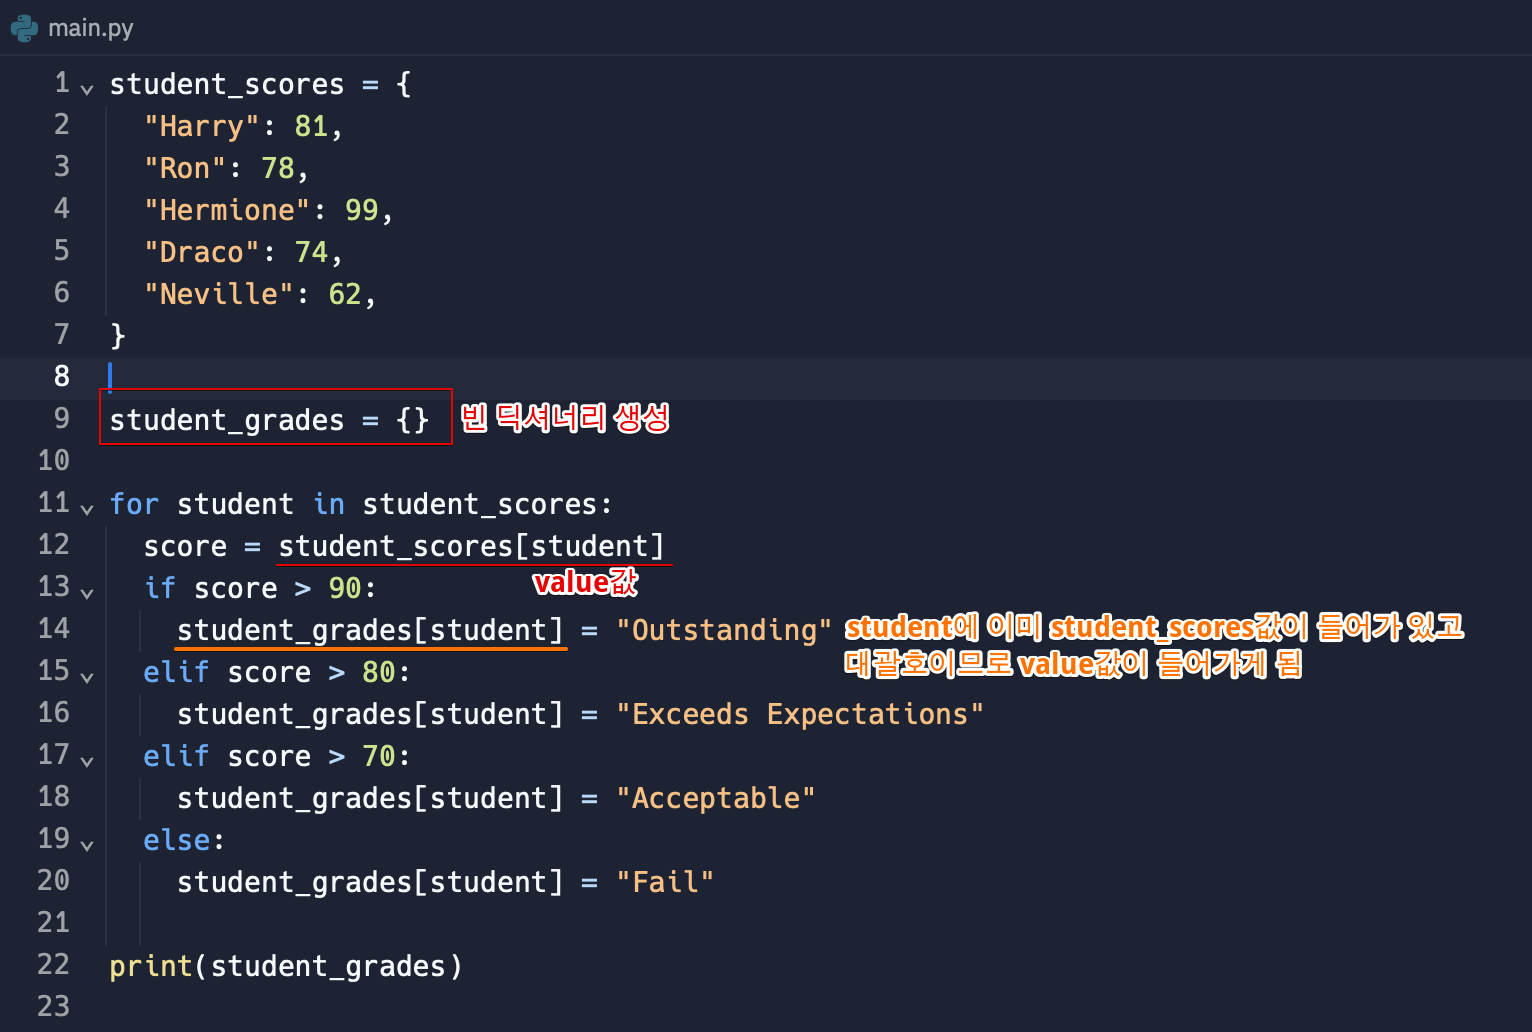 main.py
1 student_scores = {
2 "Harry": 81,
3 "Ron": 78,
4 "Hermione": 99,
5 "Draco": 74,
6 "Neville": 62,
7 }
8
9 student_grades = {} 빈 딕셔너리 생성
10
11 for student in student_scores:
12 score = student_scores[student]
value값
13 if score > 90:
14 student_grades[student] = "Outstanding" student에 이미 student_scores값이 들어가 있고
대괄호이므로 value값이 들어가게 됨
15 elif score > 80:
16 student_grades[student] = "Exceeds Expectations"
17 elif score > 70:
18 student_grades[student] = "Acceptable"
19 else:
20 student_grades[student] = "Fail"
21
22 print(student_grades)
23